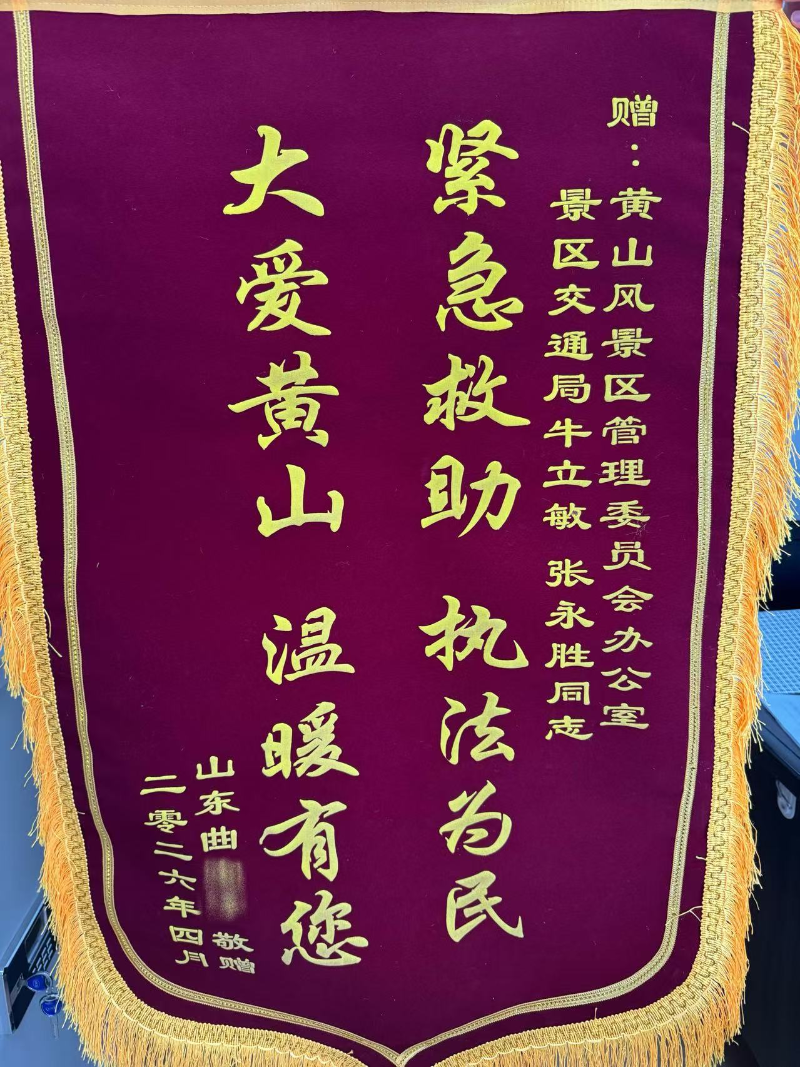 赠：黄山风景区管理委员会办公室
景区交通局牛立敏 张永胜同志
紧急救助 执法为民
大爱黄山 温暖有您
山东曲 敬赠
二零二六年四月